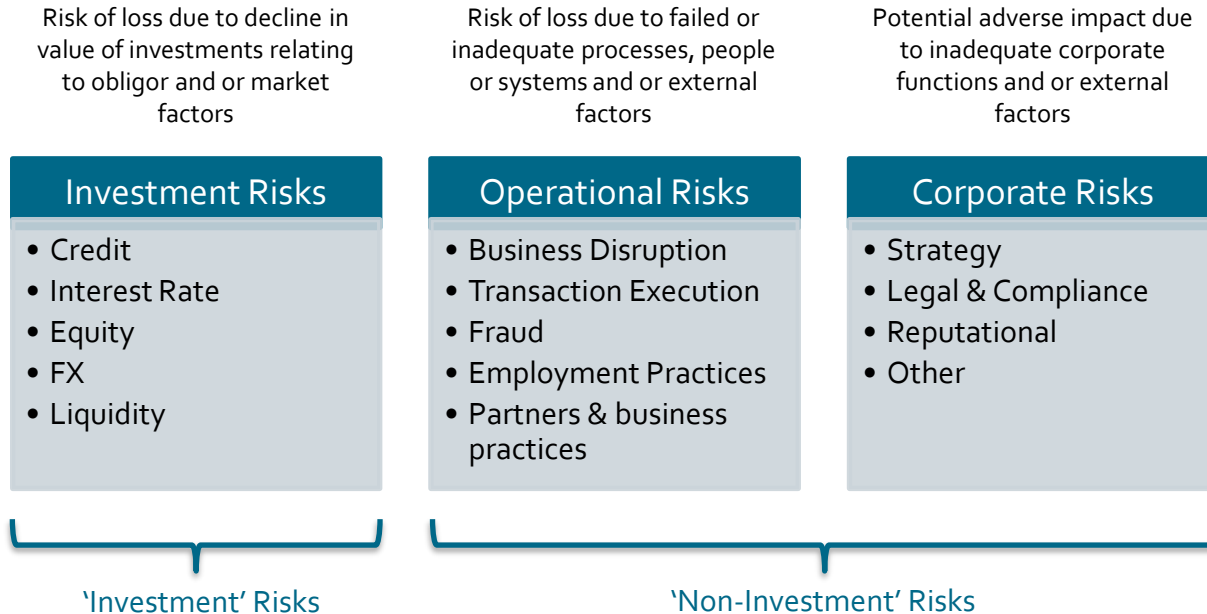 Risk of loss due to decline in
value of investments relating
to obligor and or market
factors
Risk of loss due to failed or
inadequate processes, people
or systems and or external
factors
Potential adverse impact due
to inadequate corporate
functions and or external
factors
Investment Risks
• Credit
• Interest Rate
• Equity
• FX
• Liquidity
Operational Risks
• Business Disruption
• Transaction Execution
• Fraud
• Employment Practices
• Partners & business
practices
Corporate Risks
• Strategy
• Legal & Compliance
• Reputational
• Other
‘Investment’ Risks
‘Non-Investment’ Risks